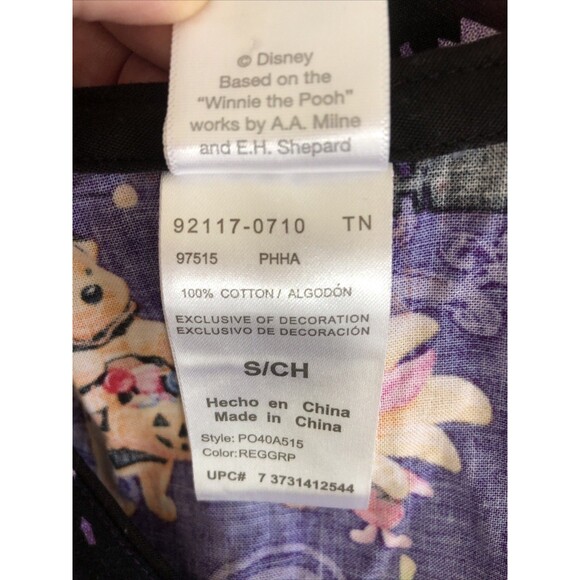 © Disney
Based on the
"Winnie the Pooh"
works by A.A. Milne
and E.H. Shepard
92117-0710 TN
97515 PHHA
100% COTTON / ALGODÓN
EXCLUSIVE OF DECORATION
EXCLUSIVO DE DECORACIÓN
S/CH
Hecho en China
Made in China
Style: PO40A515
Color:REGGRP
UPC# 7 3731412544